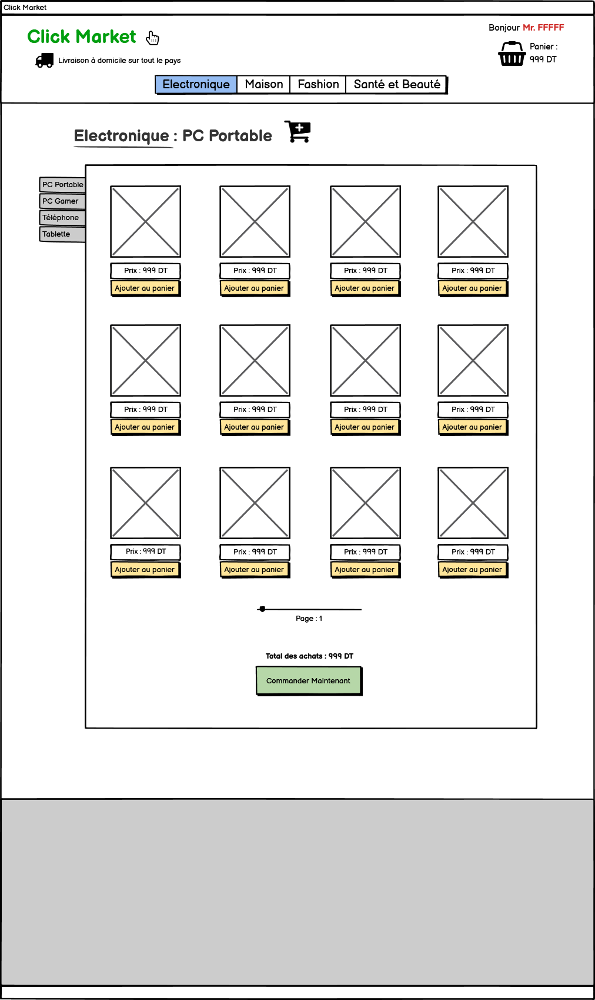 Click Market
Click Market
Bonjour Mr. FFFFF
Panier :
999 DT
Livraison à domicile sur tout le pays
Electronique Maison Fashion Santé et Beauté
Electronique : PC Portable
PC Portable
PC Gamer
Téléphone
Tablette
Prix : 999 DT Prix : 999 DT Prix : 999 DT Prix : 999 DT
Ajouter au panier Ajouter au panier Ajouter au panier Ajouter au panier
Prix : 999 DT Prix : 999 DT Prix : 999 DT Prix : 999 DT
Ajouter au panier Ajouter au panier Ajouter au panier Ajouter au panier
Prix : 999 DT Prix : 999 DT Prix : 999 DT Prix : 999 DT
Ajouter au panier Ajouter au panier Ajouter au panier Ajouter au panier
Page : 1
Total des achats : 999 DT
Commander Maintenant